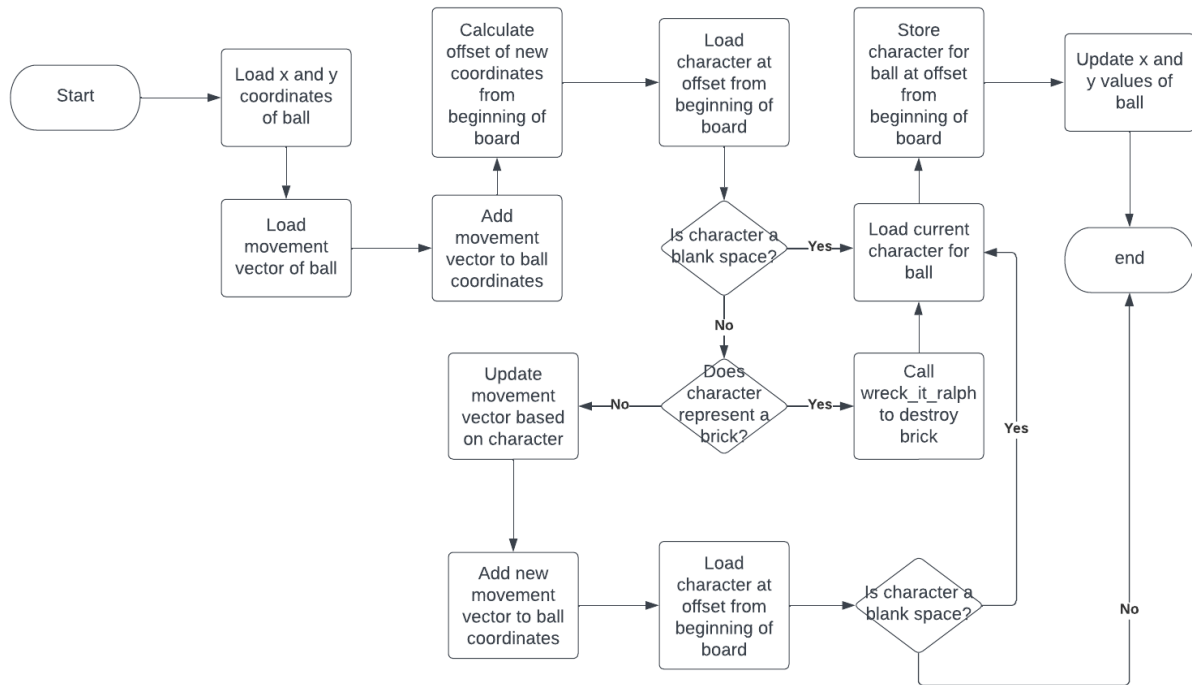 Start
Load x and y
coordinates
of ball
Load
movement
vector of ball
Add
movement
vector to ball
coordinates
Calculate
offset of new
coordinates
from
beginning of
board
Load
character at
offset from
beginning of
board
Is character a
blank space?
Yes
No
Load current
character for
ball
Store
character for
ball at offset
from
beginning of
board
Update x and
y values of
ball
end
Does
character
represent a
brick?
Yes
Call
wreck_it_ralph
to destroy
brick
No
Update
movement
vector based
on character
Add new
movement
vector to ball
coordinates
Load
character at
offset from
beginning of
board
Is character a
blank space?
Yes
No